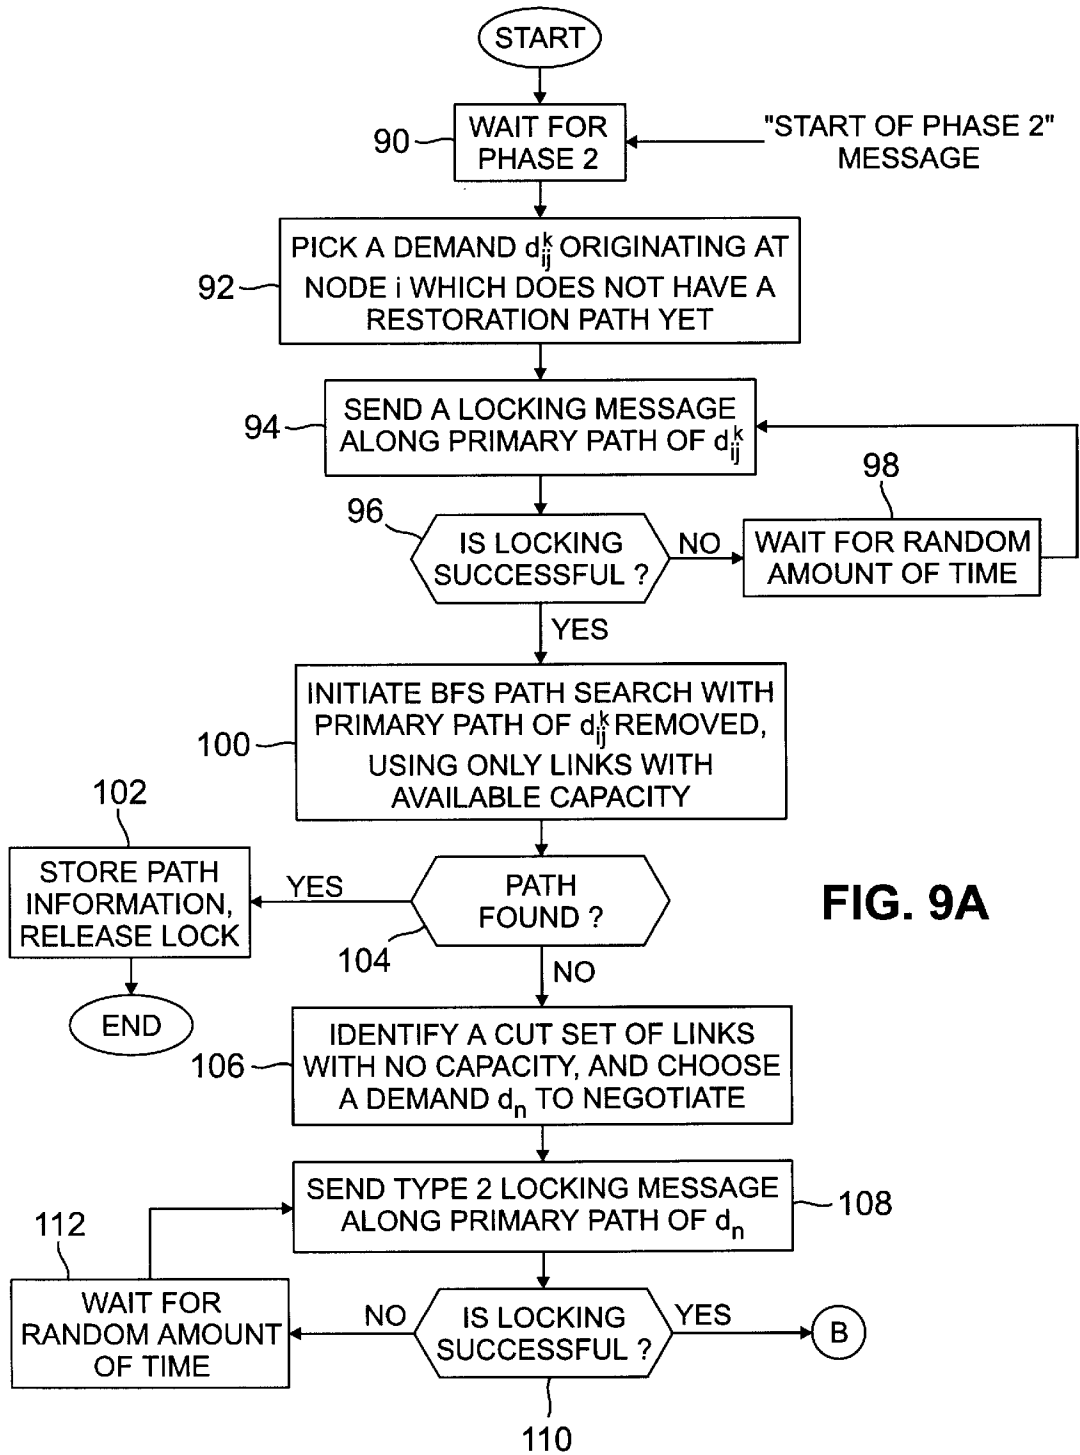 START
90
WAIT FOR
PHASE 2
"START OF PHASE 2"
MESSAGE
92
PICK A DEMAND d^k_ij ORIGINATING AT
NODE i WHICH DOES NOT HAVE A
RESTORATION PATH YET
94
SEND A LOCKING MESSAGE
ALONG PRIMARY PATH OF d^k_ij
96
IS LOCKING
SUCCESSFUL ?
NO
98
WAIT FOR RANDOM
AMOUNT OF TIME
YES
100
INITIATE BFS PATH SEARCH WITH
PRIMARY PATH OF d^k_ij REMOVED,
USING ONLY LINKS WITH
AVAILABLE CAPACITY
102
STORE PATH
INFORMATION,
RELEASE LOCK
YES
PATH
FOUND ?
104
FIG. 9A
END
NO
106
IDENTIFY A CUT SET OF LINKS
WITH NO CAPACITY, AND CHOOSE
A DEMAND d_n TO NEGOTIATE
SEND TYPE 2 LOCKING MESSAGE
ALONG PRIMARY PATH OF d_n
108
112
WAIT FOR
RANDOM AMOUNT
OF TIME
NO
IS LOCKING
SUCCESSFUL ?
YES
B
110